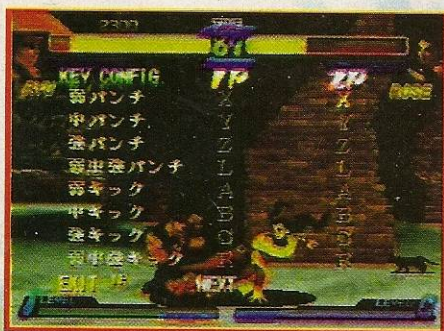 2300
87
KEY CONFIG 1P 2P
ROSE
弱パンチ X X
中パンチ Y Y
強パンチ Z Z
弱中強パンチ L L
弱キック A A
中キック B B
強キック C C
弱中強キック R R
EXIT NEXT
LEVEL LEVEL